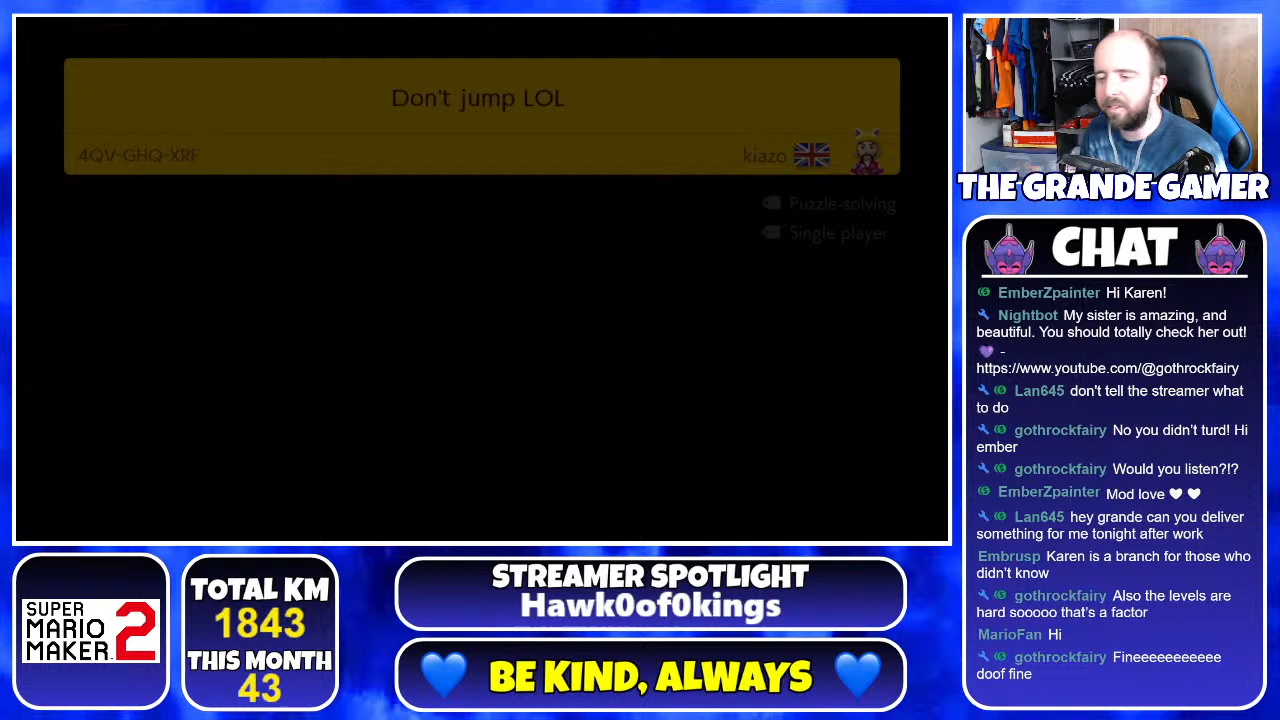 Don't jump LOL
4QV-GHQ-XRF
kiazo
Puzzle-solving
Single player
THE GRANDE GAMER
CHAT
EmberZpainter Hi Karen!
Nightbot My sister is amazing, and
beautiful. You should totally check her out!
💜 -
https://www.youtube.com/@gothrockfairy
Lan645 don't tell the streamer what
to do
gothrockfairy No you didn't turd! Hi
ember
gothrockfairy Would you listen?!?
EmberZpainter Mod love 🤍 🤍
Lan645 hey grande can you deliver
something for me tonight after work
Embrusp Karen is a branch for those who
didn't know
gothrockfairy Also the levels are
hard sooooo that's a factor
MarioFan Hi
gothrockfairy Fineeeeeeeeeee
doof fine
SUPER
MARIO
MAKER 2
TOTAL KM
1843
THIS MONTH
43
STREAMER SPOTLIGHT
Hawk0of0kings
BE KIND, ALWAYS